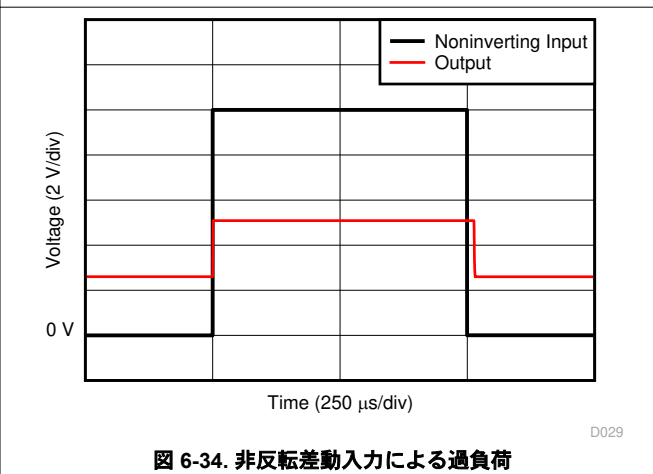 Noninverting Input
Output
Voltage (2 V/div)
0 V
Time (250 µs/div)
D029
図 6-34. 非反転差動入力による過負荷